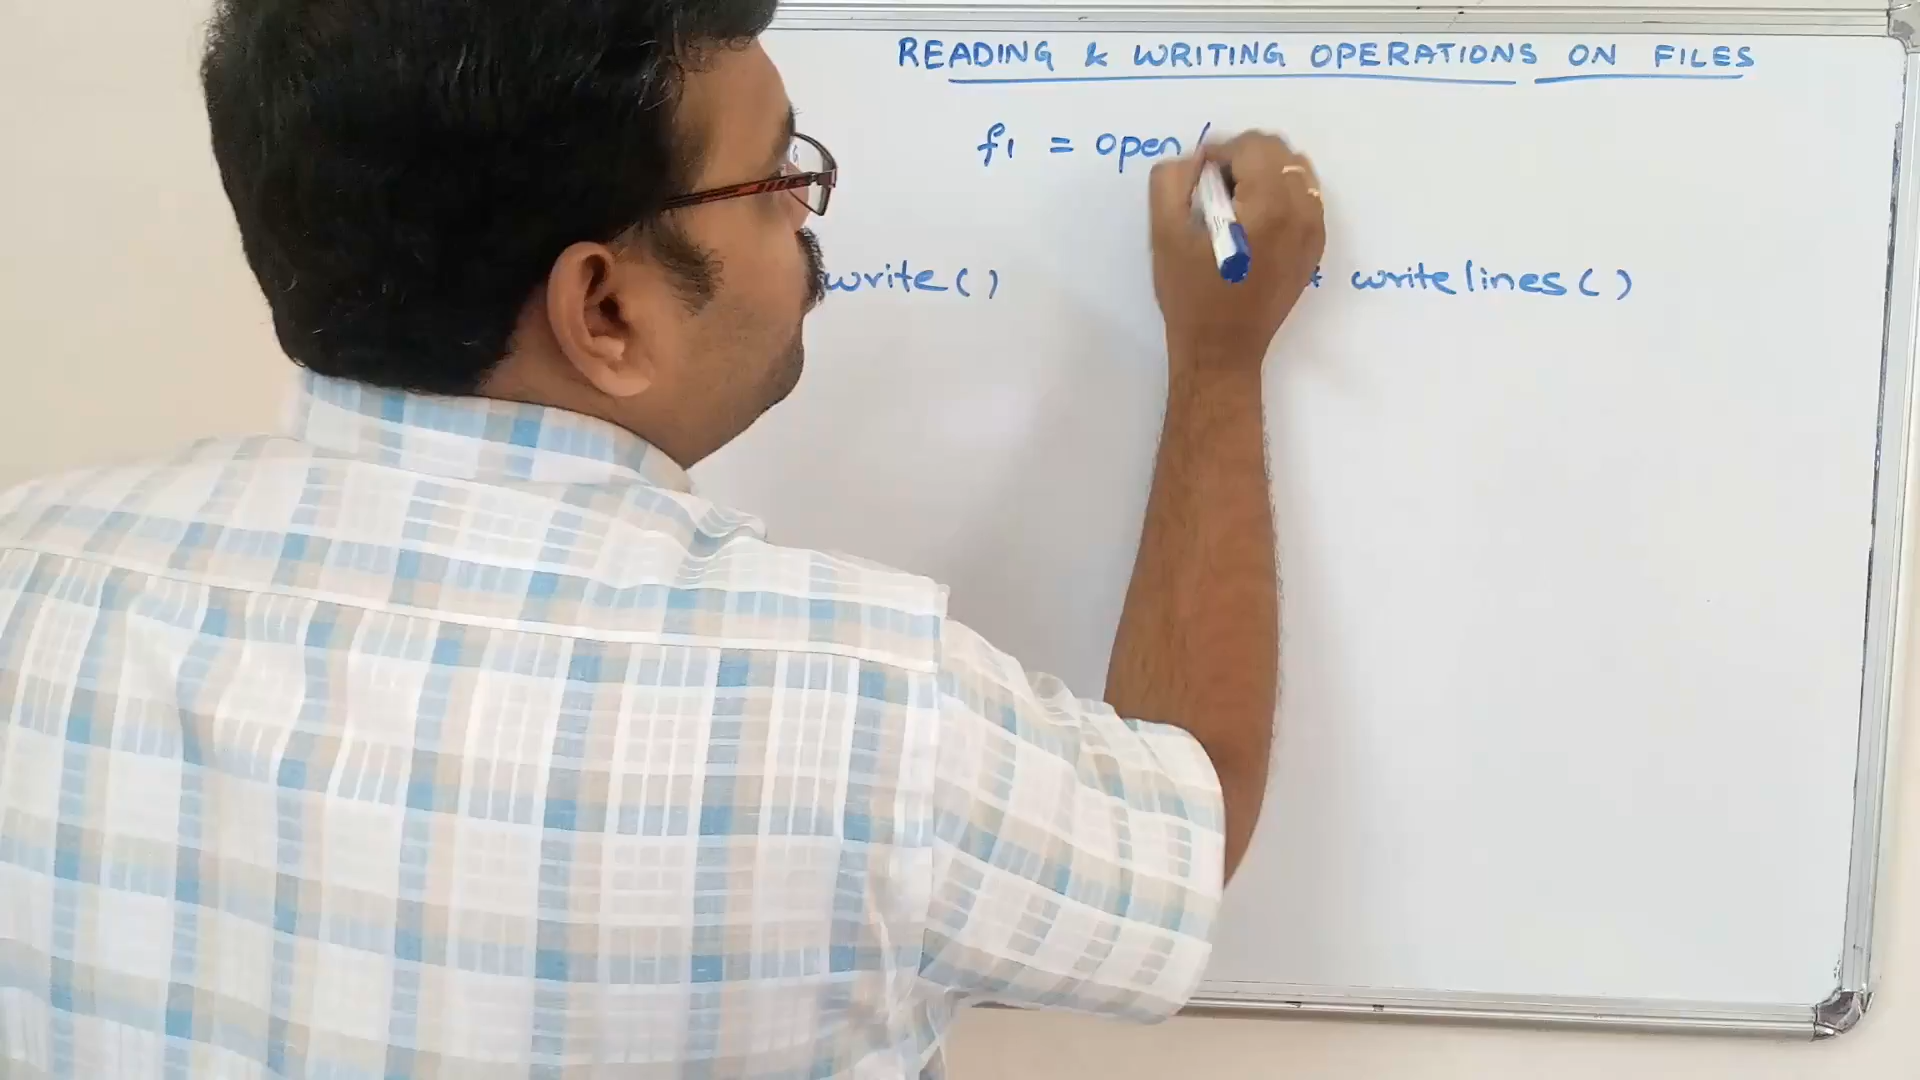 READING & WRITING OPERATIONS ON FILES
f1 = open(
write() * writelines()